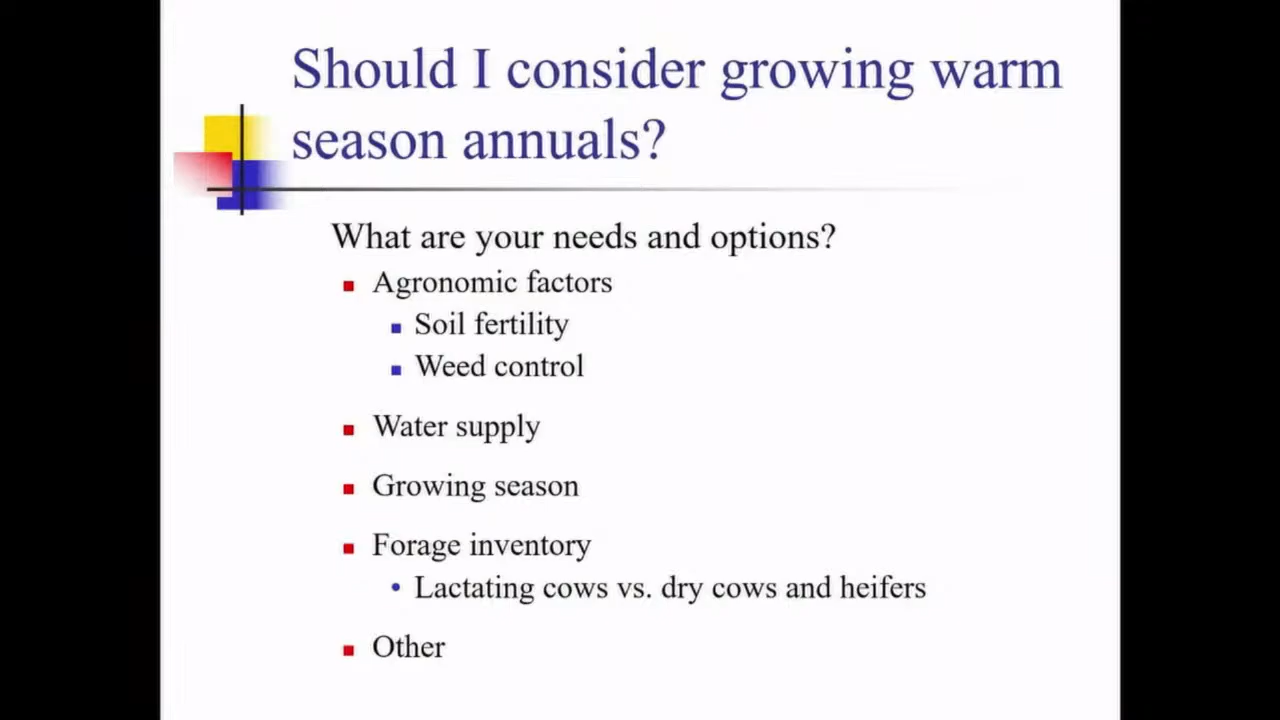 Should I consider growing warm
season annuals?
What are your needs and options?
Agronomic factors
Soil fertility
Weed control
Water supply
Growing season
Forage inventory
Lactating cows vs. dry cows and heifers
Other